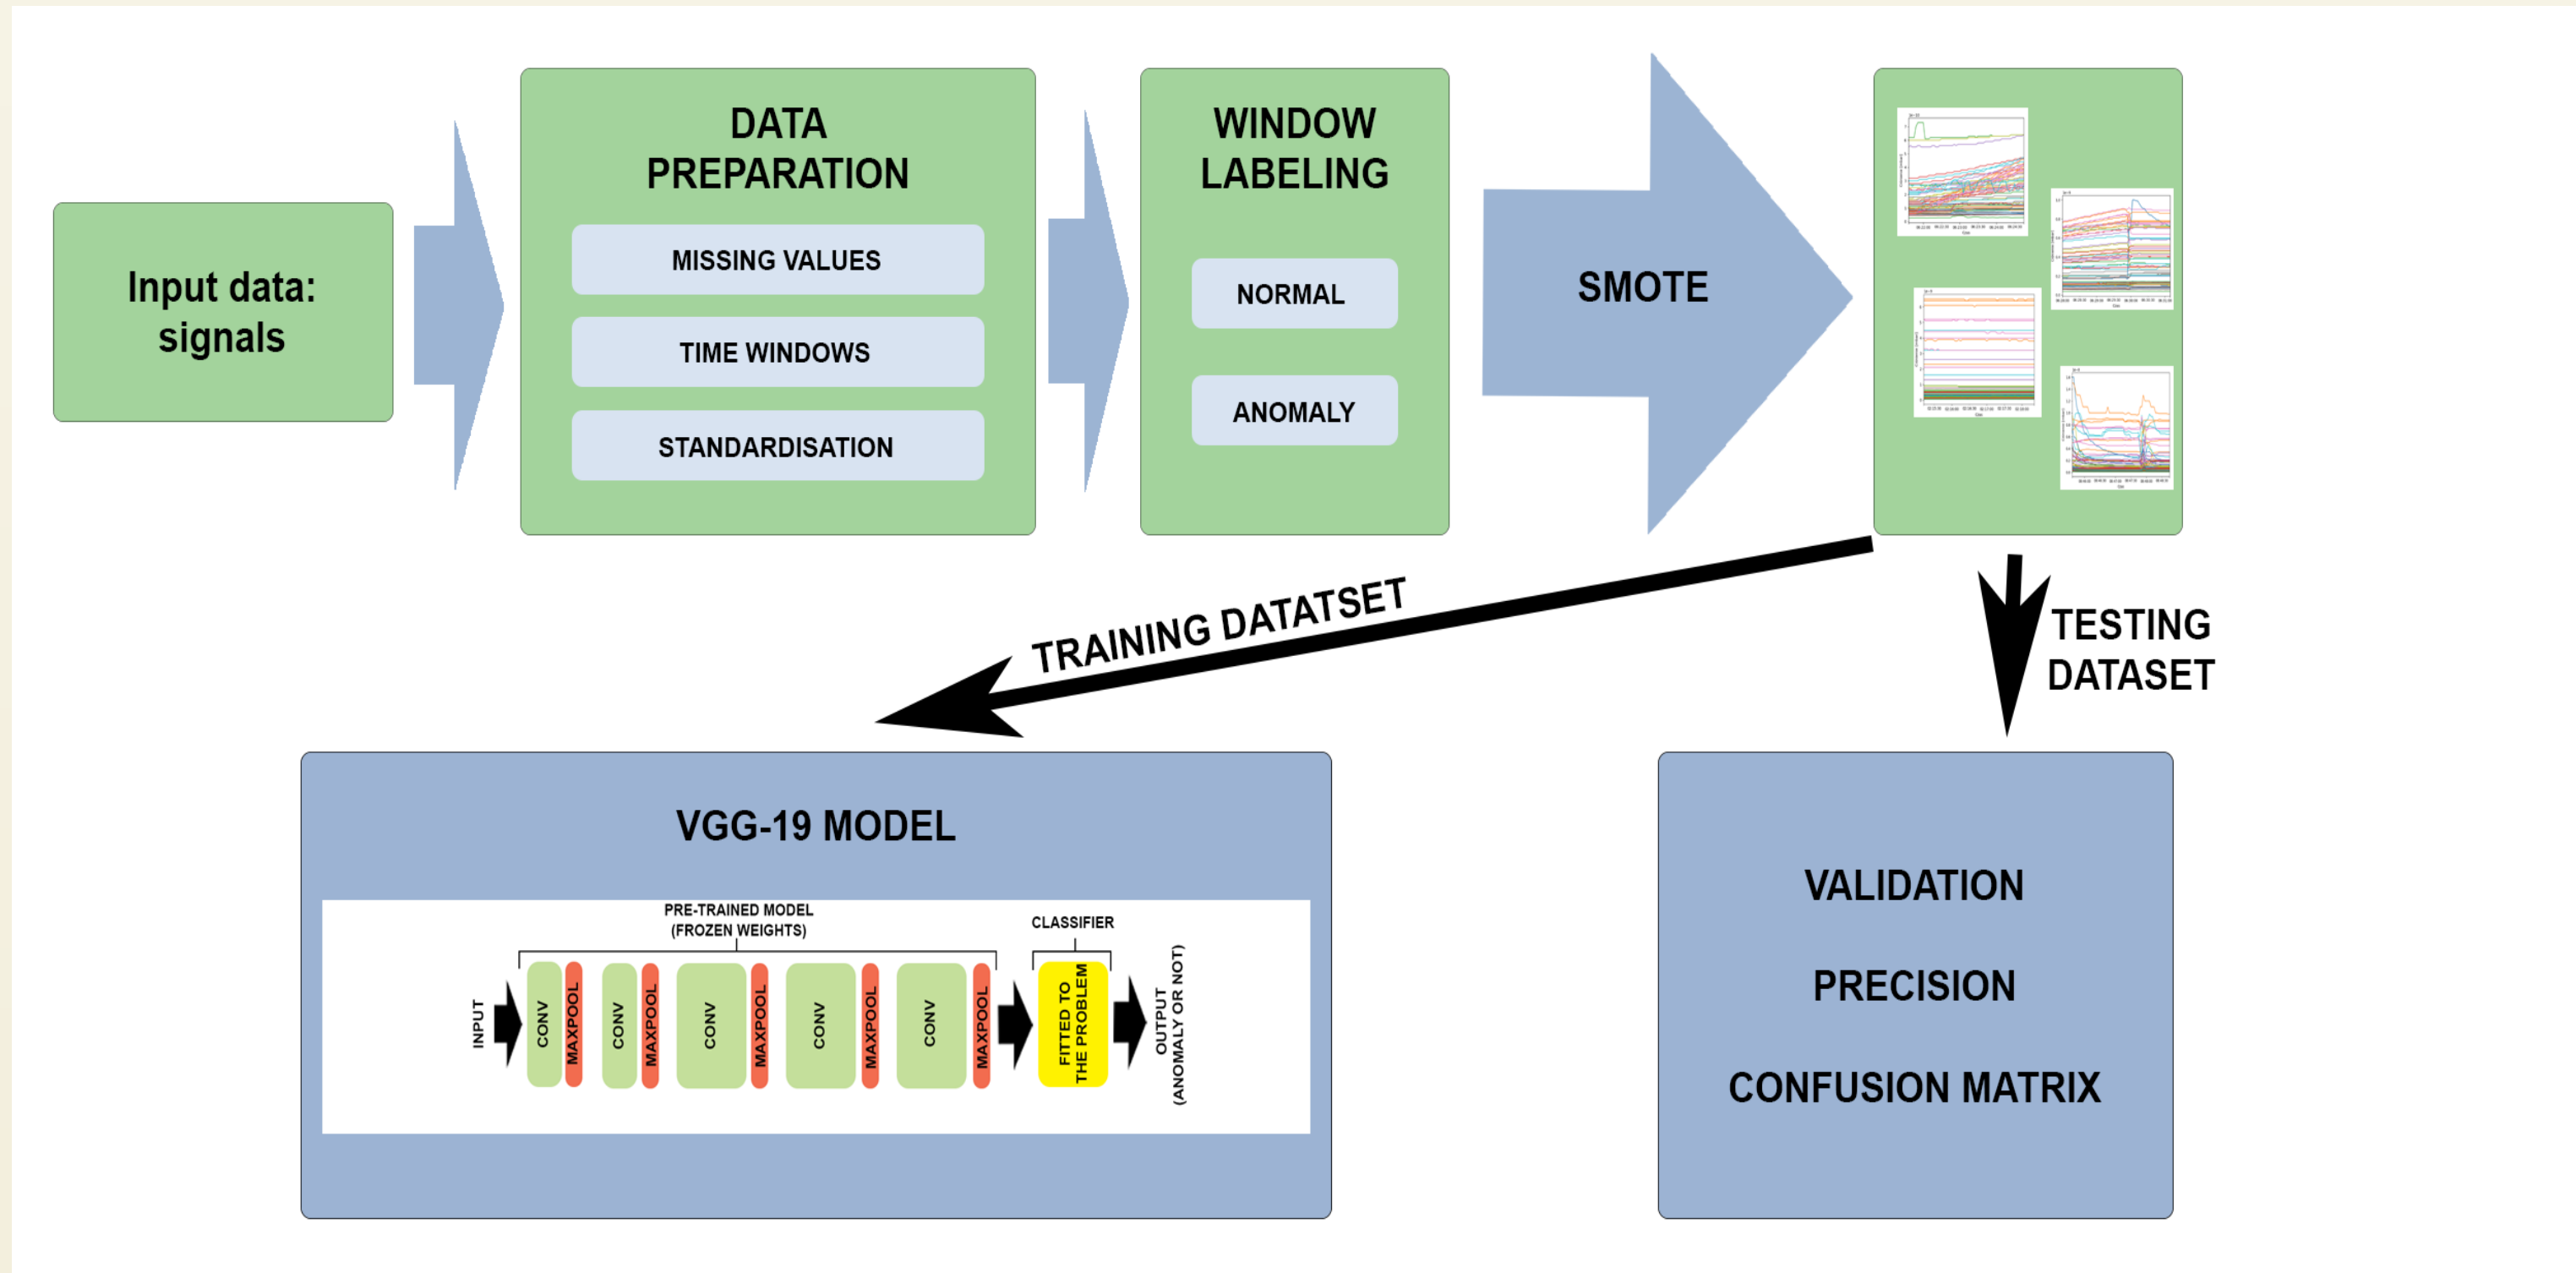 Input data:
signals
DATA
PREPARATION
MISSING VALUES
TIME WINDOWS
STANDARDISATION
WINDOW
LABELING
NORMAL
ANOMALY
SMOTE
TRAINING DATATSET
TESTING
DATASET
VGG-19 MODEL
PRE-TRAINED MODEL
(FROZEN WEIGHTS)
CLASSIFIER
INPUT
CONV
MAXPOOL
CONV
MAXPOOL
CONV
MAXPOOL
CONV
MAXPOOL
CONV
MAXPOOL
FITTED TO
THE PROBLEM
OUTPUT
(ANOMALY OR NOT)
VALIDATION
PRECISION
CONFUSION MATRIX